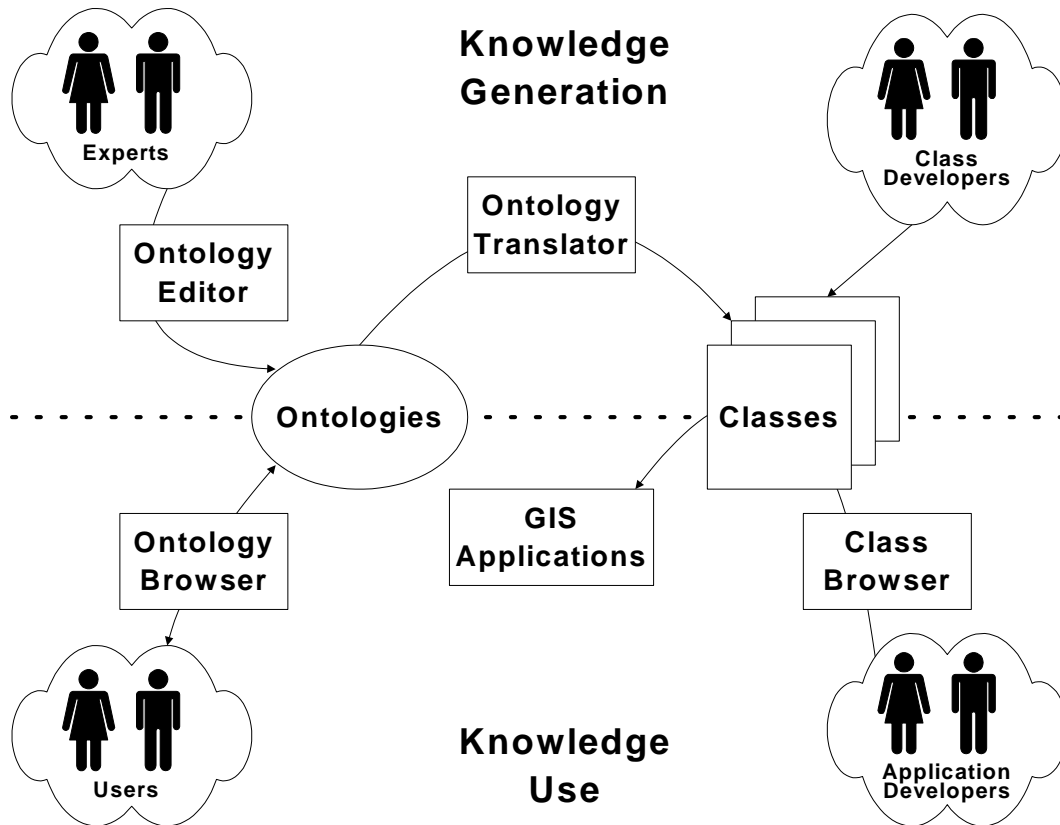 Knowledge
Generation
Experts
Class
Developers
Ontology
Editor
Ontology
Translator
Ontologies
Classes
Ontology
Browser
GIS
Applications
Class
Browser
Users
Knowledge
Use
Application
Developers